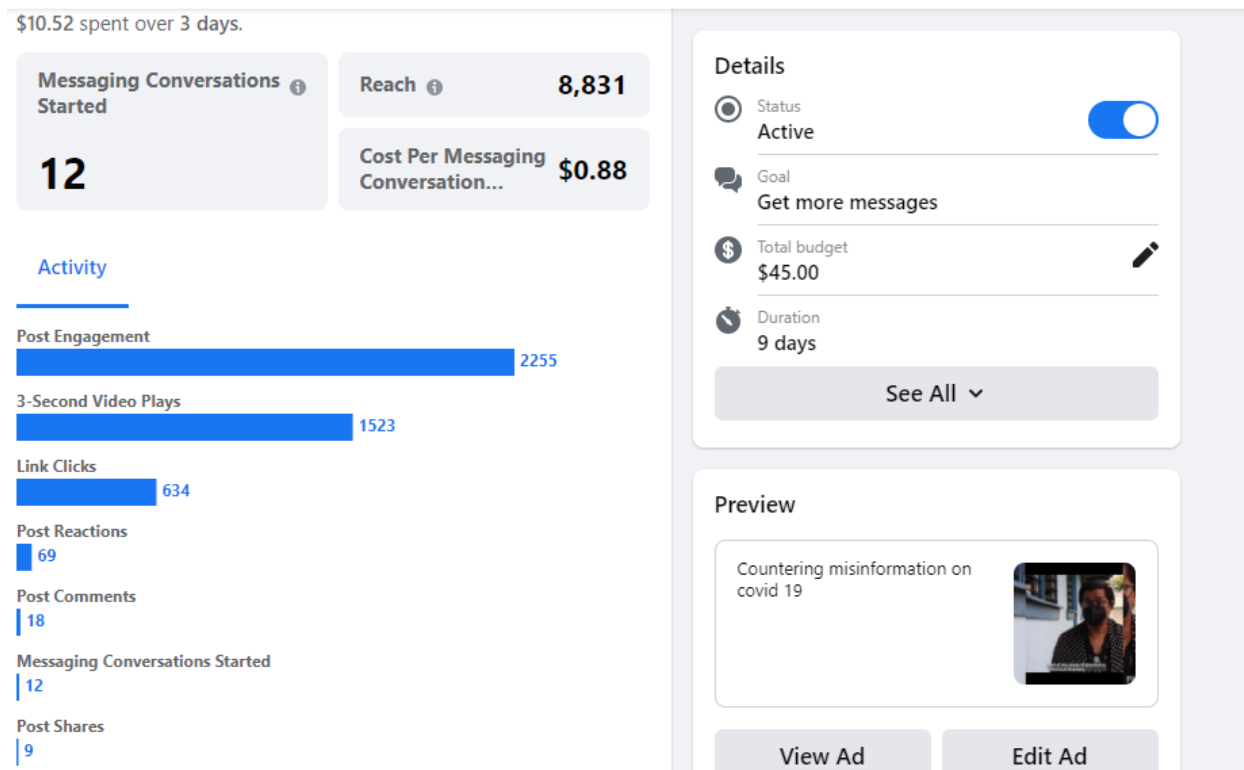 $10.52 spent over 3 days.
Messaging Conversations
Started
12
Reach
8,831
Cost Per Messaging
Conversation...
$0.88
Activity
Post Engagement
2255
3-Second Video Plays
1523
Link Clicks
634
Post Reactions
69
Post Comments
18
Messaging Conversations Started
12
Post Shares
9
Details
Status
Active
Goal
Get more messages
Total budget
$45.00
Duration
9 days
See All
Preview
Countering misinformation on
covid 19
View Ad
Edit Ad